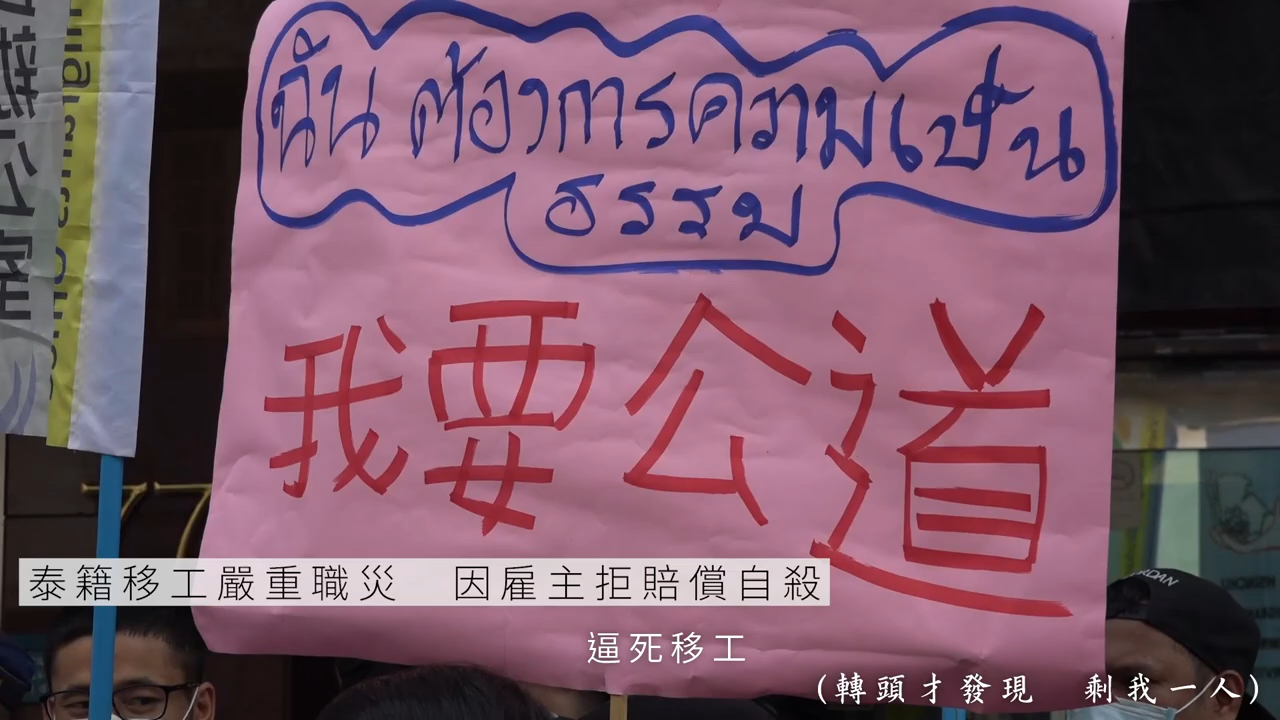 ฉัน ต้องการความเป็น
ธรรม
我要公道
泰籍移工嚴重職災 因雇主拒賠償自殺
逼死移工
(轉頭才發現 剩我一人)